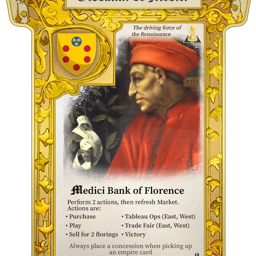 The driving force of
the Renaissance
Medici Bank of Florence
Perform 2 actions, then refresh Market.
Actions are:
• Purchase
• Play
• Sell for 2 florings
• Tableau Ops (East, West)
• Trade Fair (East, West)
• Victory
Always place a concession when picking up
an empire card